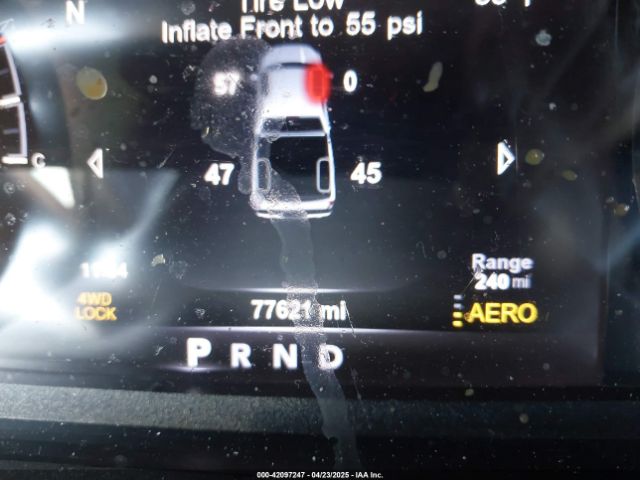 N
Tire Low
Inflate Front to 55 psi
57 0
C
47 45
Range
240 mi
4WD
LOCK
77621 mi
AERO
P R N D
000-42097247 - 04/23/2025 - IAA Inc.